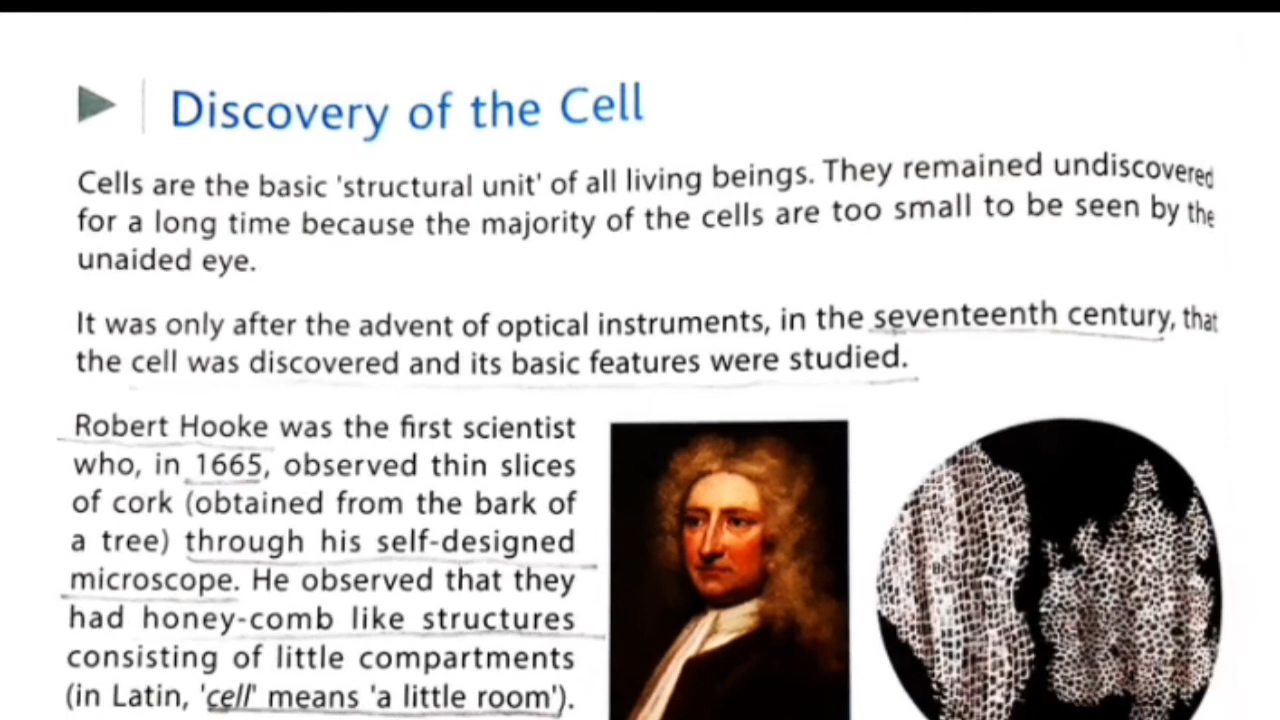 Discovery of the Cell
Cells are the basic 'structural unit' of all living beings. They remained undiscovered
for a long time because the majority of the cells are too small to be seen by the
unaided eye.
It was only after the advent of optical instruments, in the seventeenth century, that
the cell was discovered and its basic features were studied.
Robert Hooke was the first scientist
who, in 1665, observed thin slices
of cork (obtained from the bark of
a tree) through his self-designed
microscope. He observed that they
had honey-comb like structures
consisting of little compartments
(in Latin, 'cell' means 'a little room').